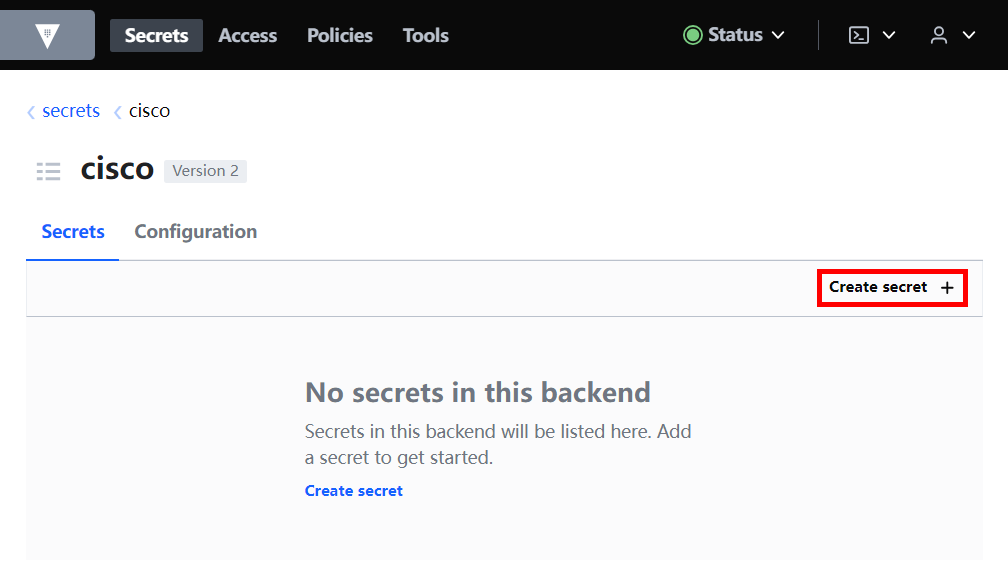 Secrets Access Policies Tools Status
secrets cisco
cisco Version 2
Secrets Configuration
Create secret +
No secrets in this backend
Secrets in this backend will be listed here. Add
a secret to get started.
Create secret